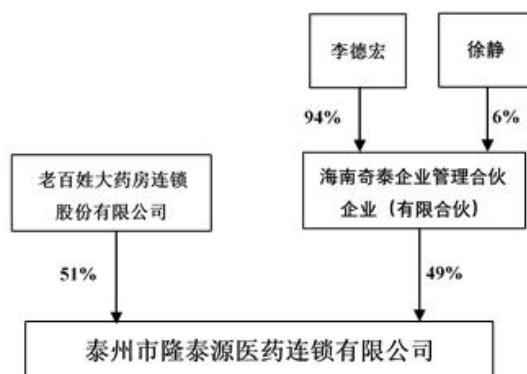 李德宏
徐静
94%
6%
老百姓大药房连锁
股份有限公司
海南奇泰企业管理合伙
企业（有限合伙）
51%
49%
泰州市隆泰源医药连锁有限公司